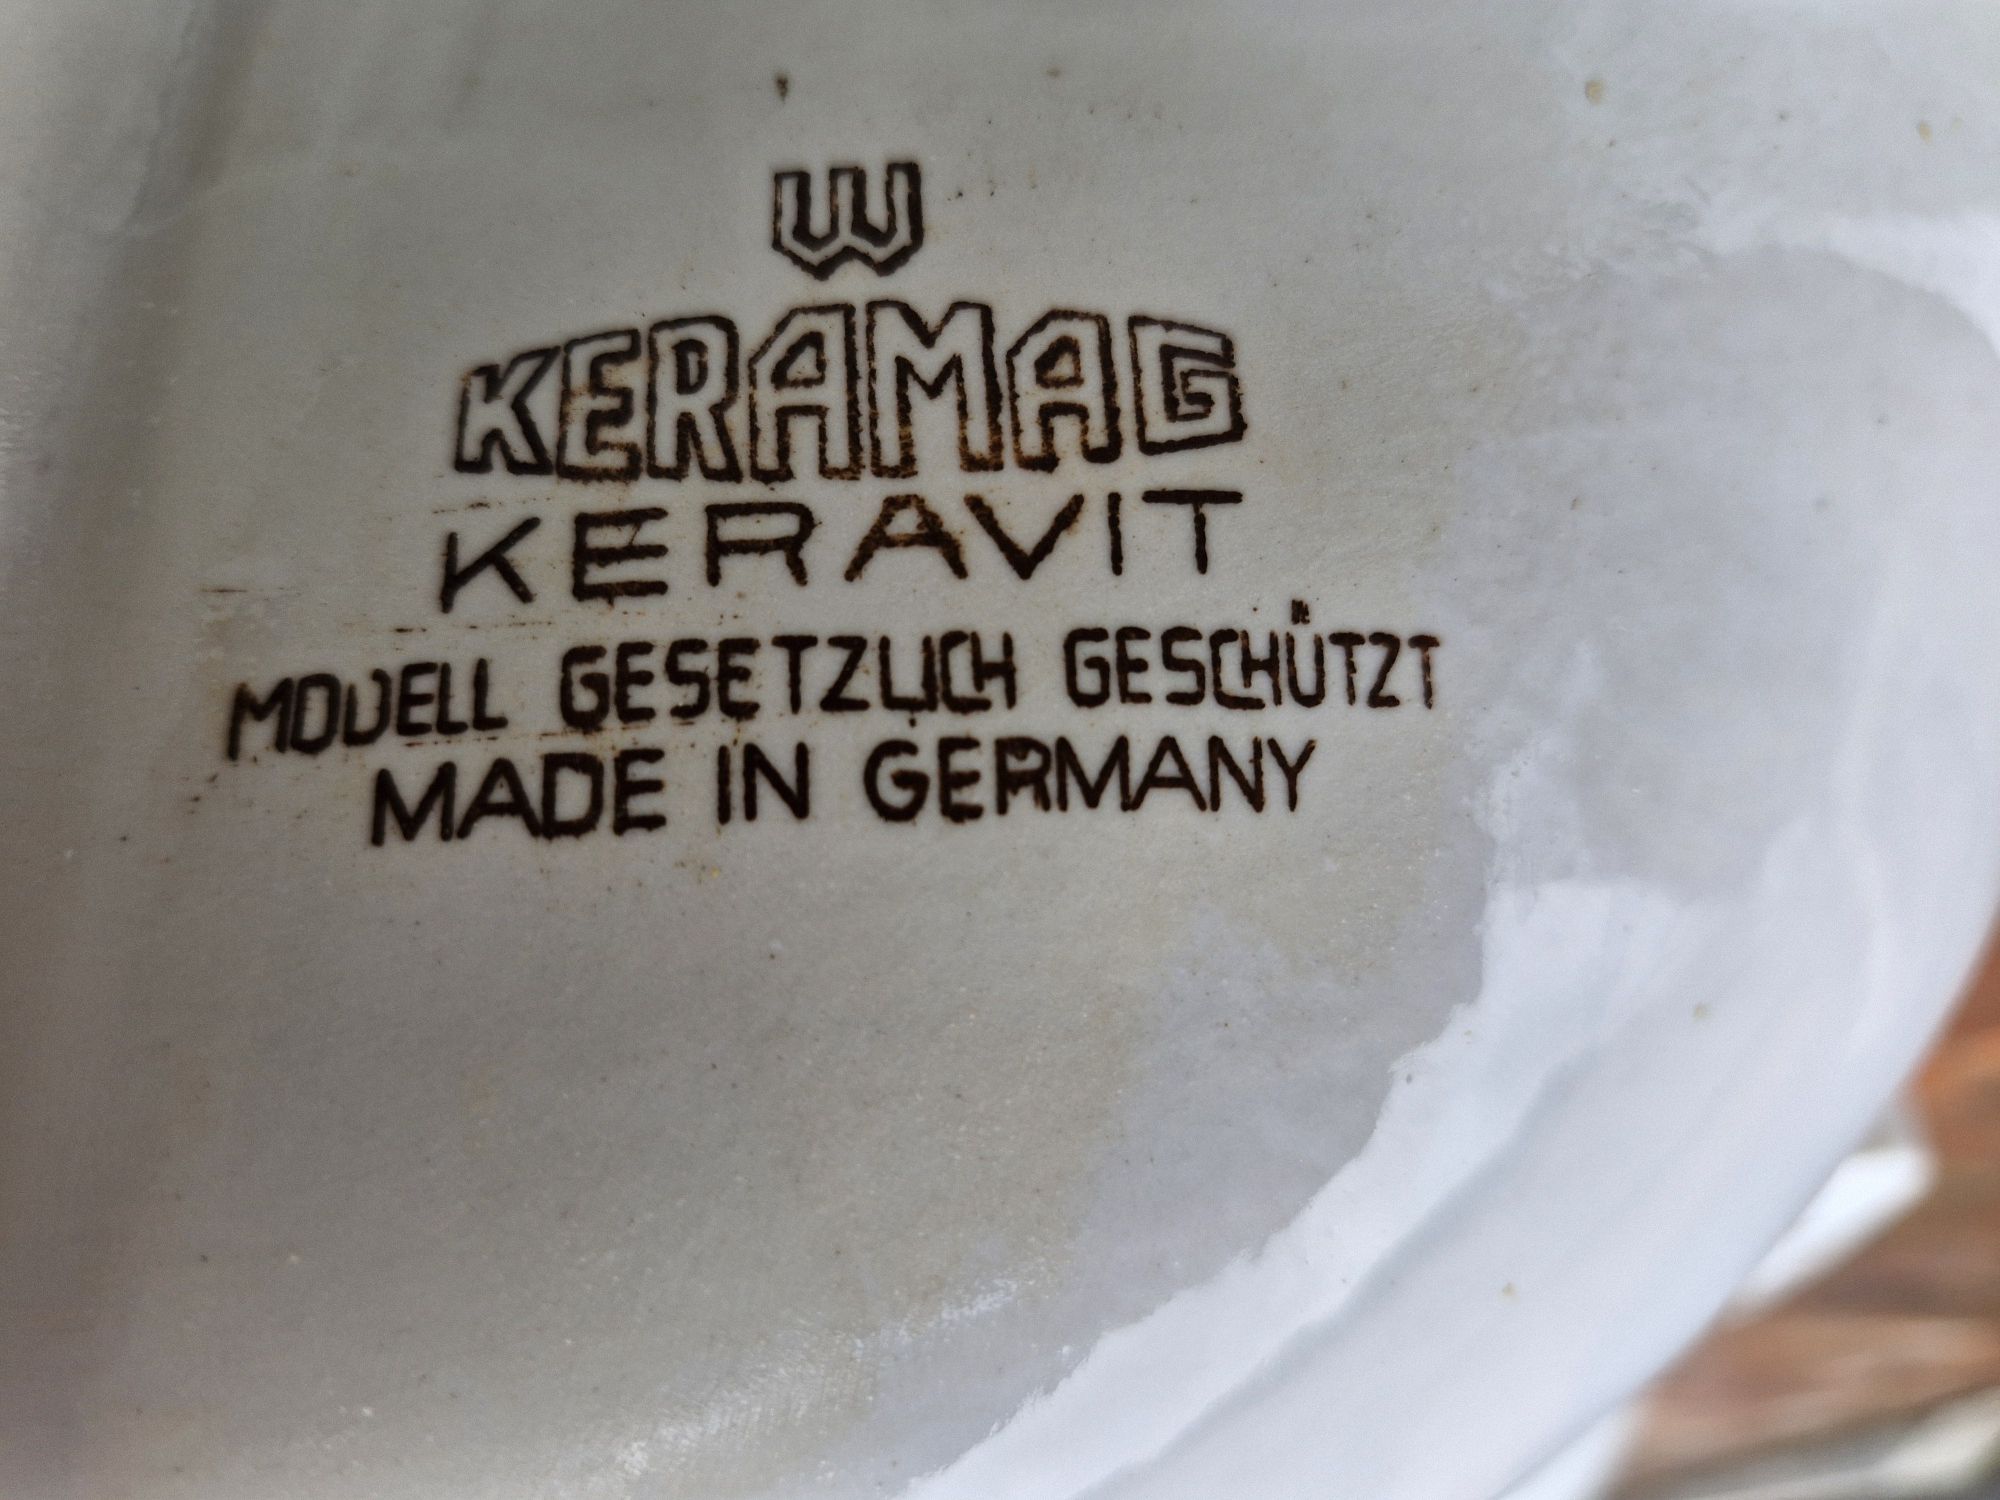 W
KERAMAG
KERAVIT
MODELL GESETZLICH GESCHÜTZT
MADE IN GERMANY